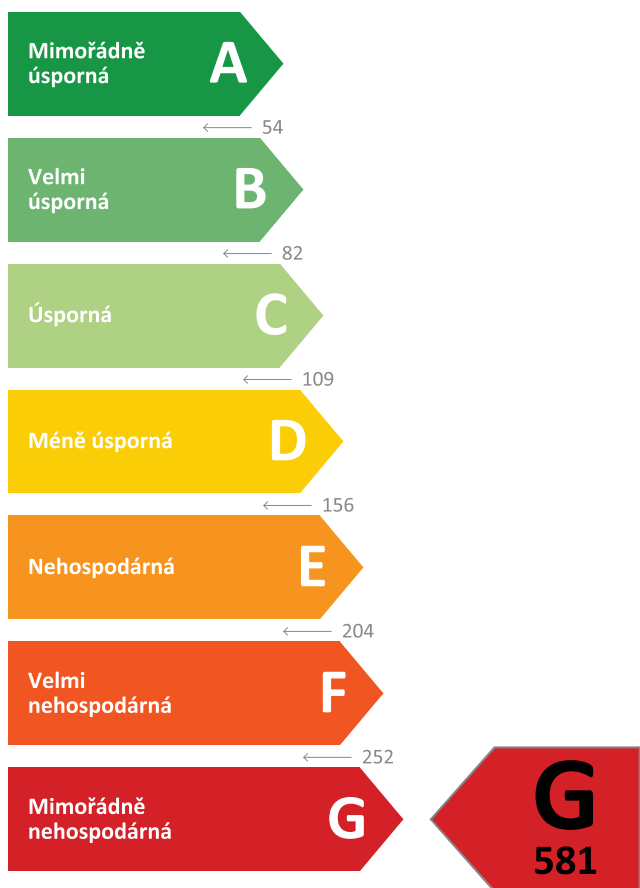 Mimořádně
úsporná
A
54
Velmi
úsporná
B
82
Úsporná
C
109
Méně úsporná
D
156
Nehospodárná
E
204
Velmi
nehospodárná
F
252
Mimořádně
nehospodárná
G
G
581